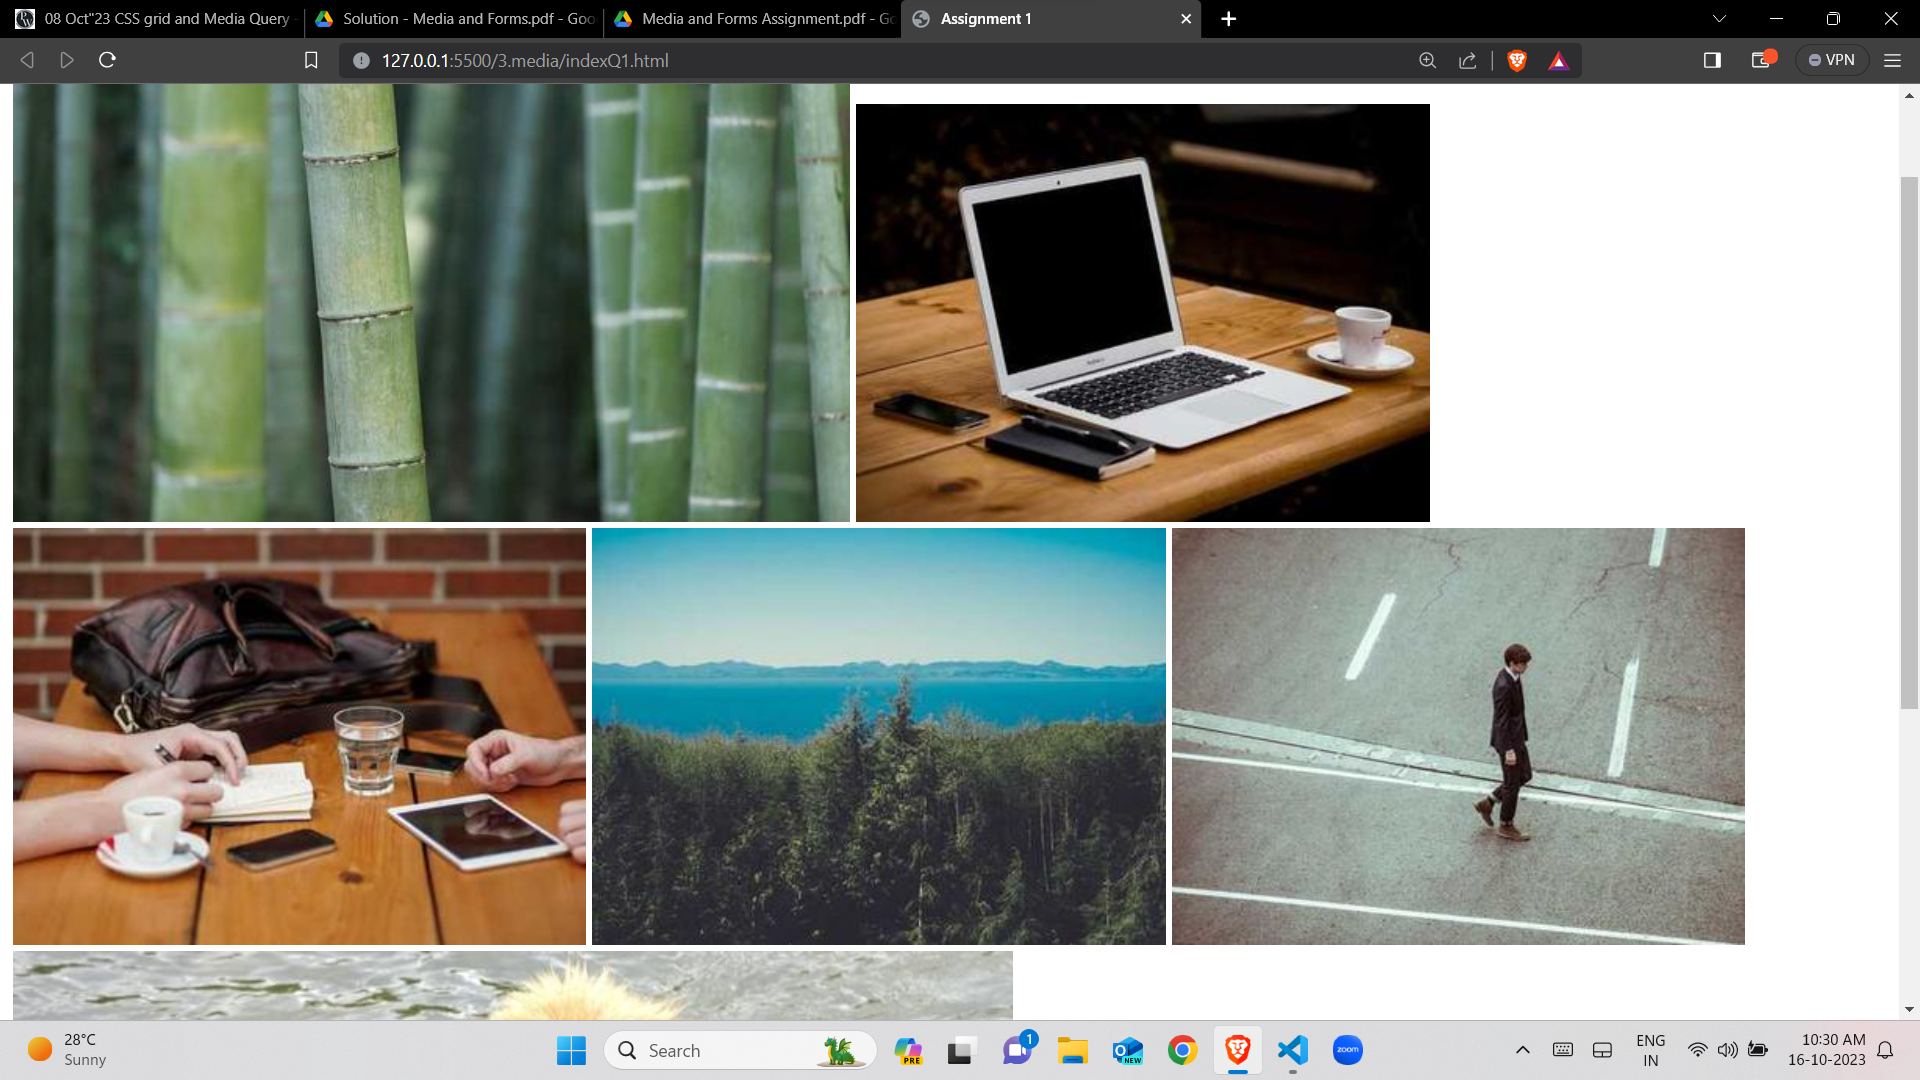 08 Oct"23 CSS grid and Media Query
Solution - Media and Forms.pdf - Goo
Media and Forms Assignment.pdf - Go
Assignment 1
127.0.0.1:5500/3.media/indexQ1.html
VPN
28°C
Sunny
Search
PRE
1
NEW
zoom
ENG
IN
10:30 AM
16-10-2023